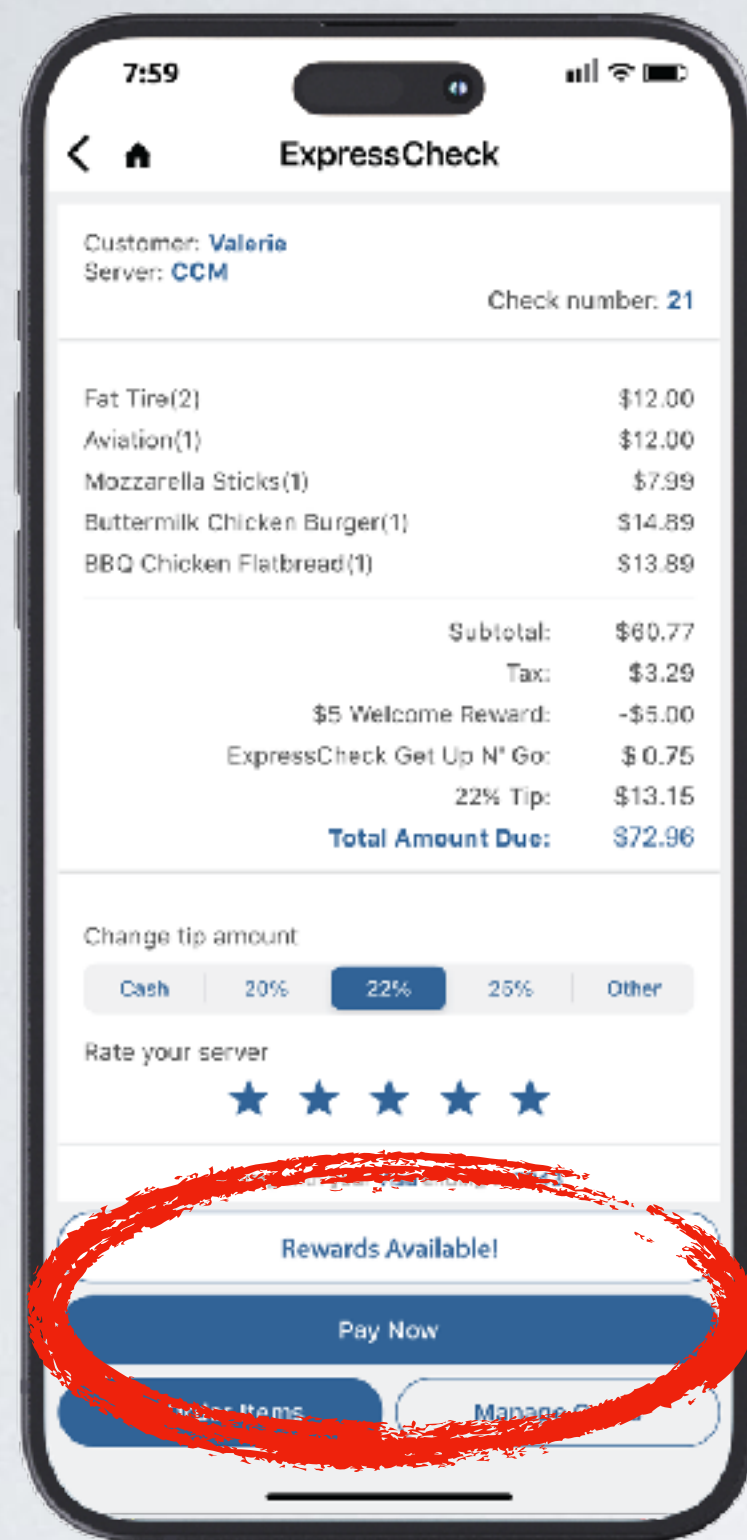 7:59
ExpressCheck
Customer: Valerie
Server: CCM
Check number: 21
Fat Tire(2) $12.00
Aviation(1) $12.00
Mozzarella Sticks(1) $7.99
Buttermilk Chicken Burger(1) $14.89
BBQ Chicken Flatbread(1) $13.89
Subtotal: $60.77
Tax: $3.29
$5 Welcome Reward: -$5.00
ExpressCheck Get Up N' Go: $ 0.75
22% Tip: $13.15
Total Amount Due: $72.96
Change tip amount
Cash 20% 22% 25% Other
Rate your server
Rewards Available!
Pay Now
Items Manage